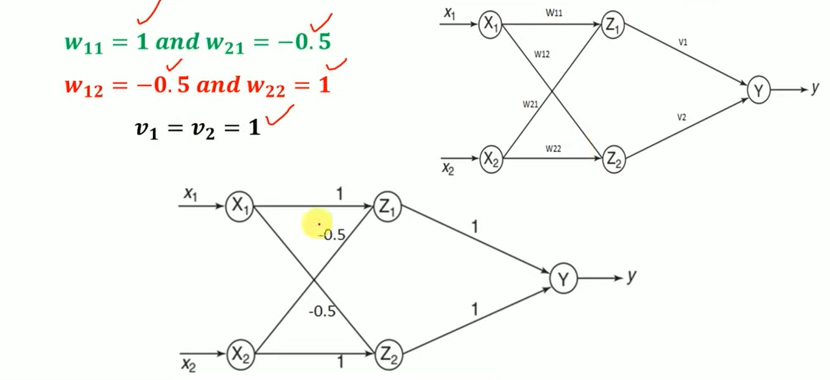 w11 = 1 and w21 = −0.5
w12 = −0.5 and w22 = 1
v1 = v2 = 1
x1 X1 W11 Z1
W12 V1
Y y
W21 V2
x2 X2 W22 Z2
x1 X1 1 Z1
-0.5 1
Y y
-0.5 1
x2 X2 1 Z2